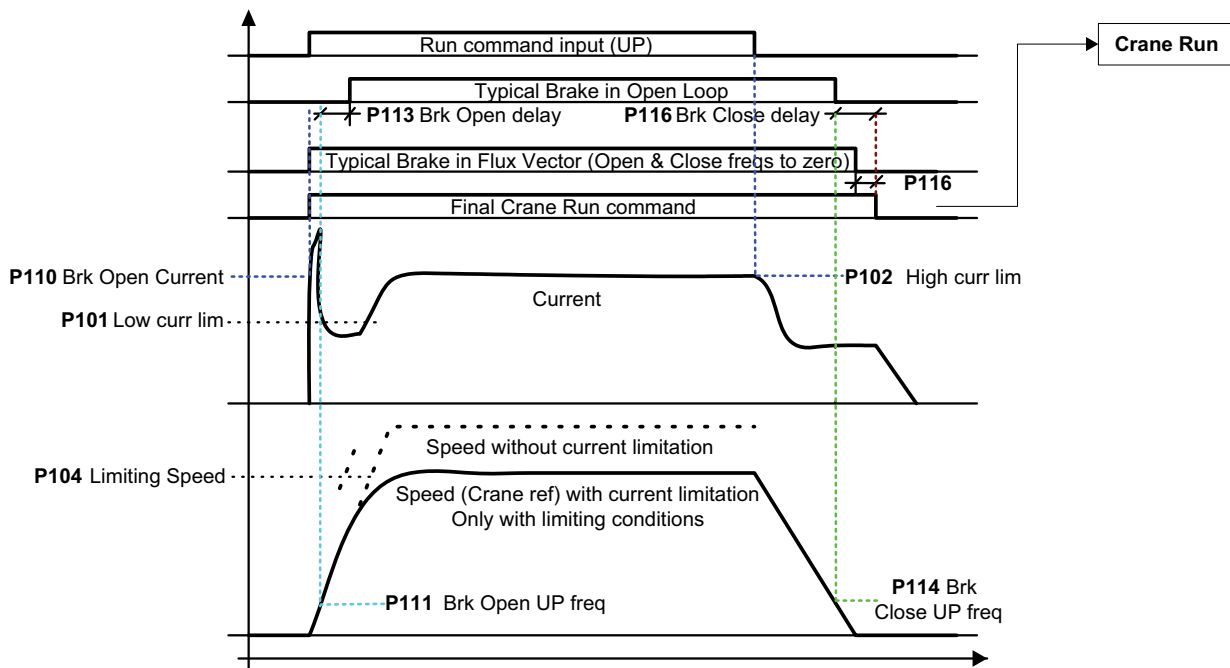 Run command input (UP)
Crane Run
Typical Brake in Open Loop
P113 Brk Open delay
P116 Brk Close delay
Typical Brake in Flux Vector (Open & Close freqs to zero)
P116
Final Crane Run command
P110 Brk Open Current
P102 High curr lim
Current
P101 Low curr lim
Speed without current limitation
P104 Limiting Speed
Speed (Crane ref) with current limitation
Only with limiting conditions
P111 Brk Open UP freq
P114 Brk
Close UP freq